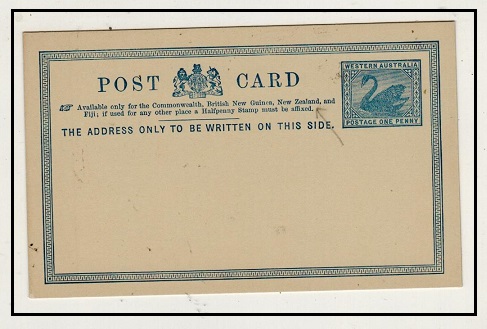 POST CARD
WESTERN AUSTRALIA
Available only for the Commonwealth, British New Guinea, New Zealand, and
Fiji; if used for any other place a Halfpenny Stamp must be affixed.
POSTAGE ONE PENNY
THE ADDRESS ONLY TO BE WRITTEN ON THIS SIDE.